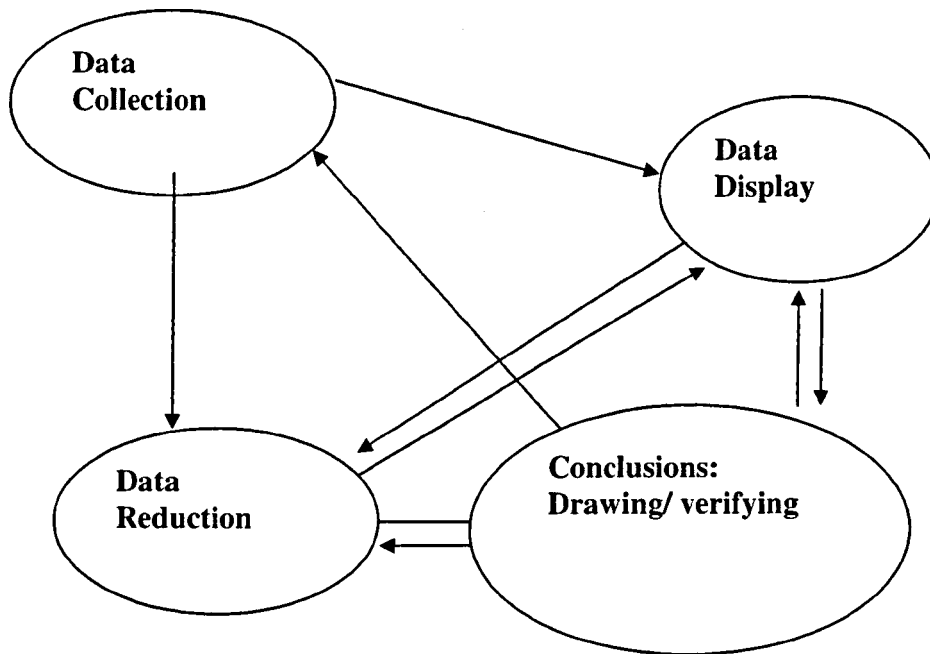 Data
Collection
Data
Display
Data
Reduction
Conclusions:
Drawing/ verifying